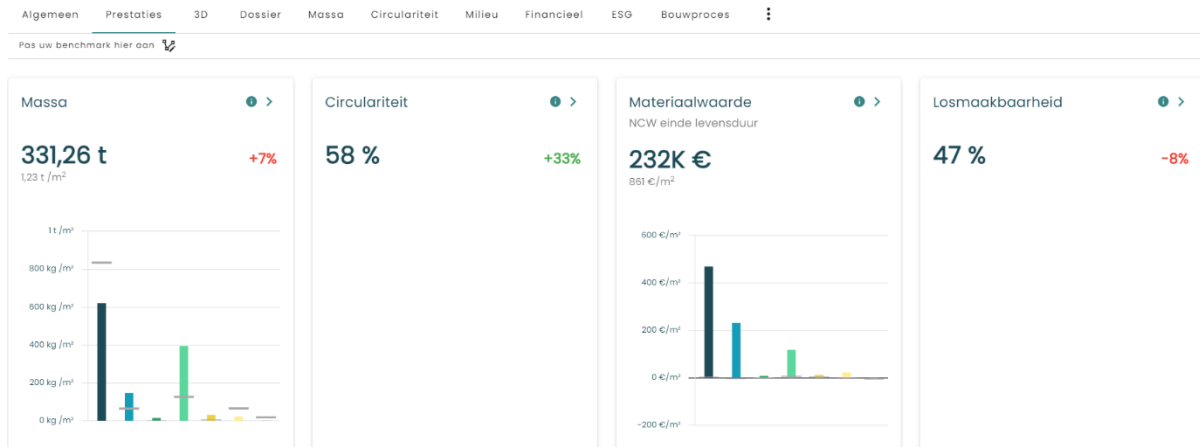 Algemeen Prestaties 3D Dossier Massa Circulariteit Milieu Financieel ESG Bouwproces
Pas uw benchmark hier aan
Massa
331,26 t +7%
1,23 t /m²
1 t /m²
800 kg /m²
600 kg /m²
400 kg /m²
200 kg /m²
0 kg /m²
Circulariteit
58 % +33%
Materiaalwaarde
NCW einde levensduur
232K €
861 €/m²
600 €/m²
400 €/m²
200 €/m²
0 €/m²
-200 €/m²
Losmaakbaarheid
47 % -8%